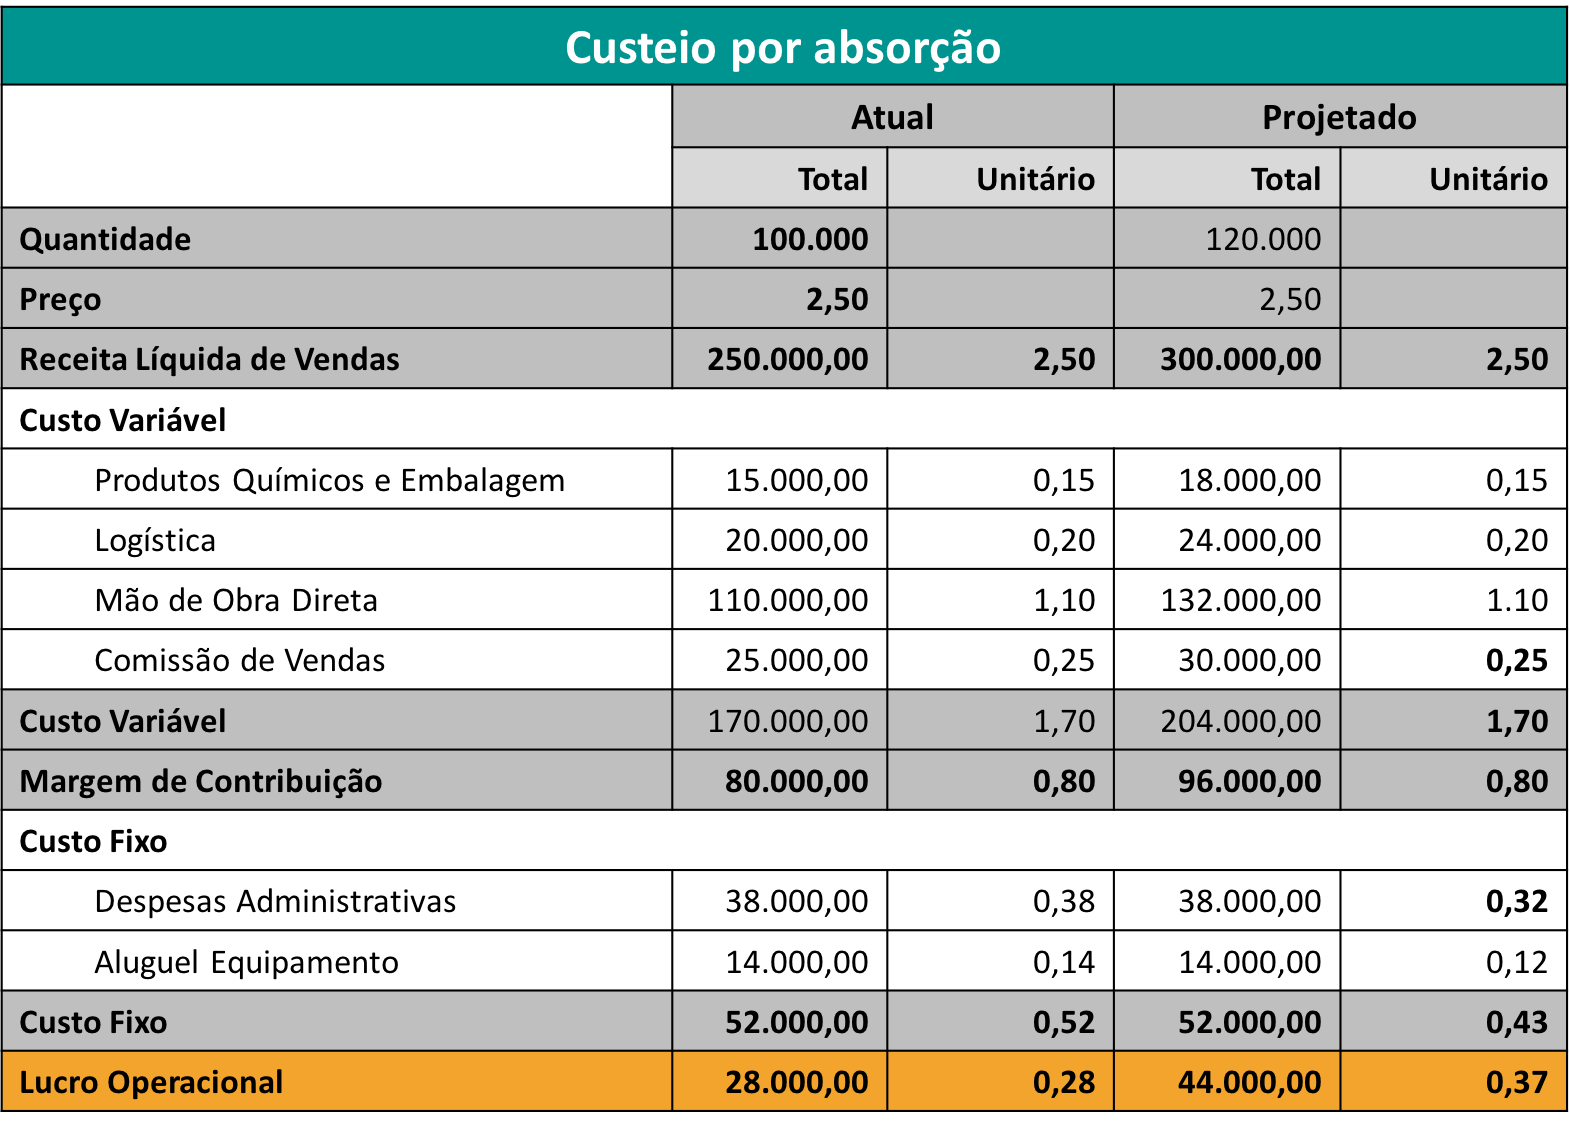 Custeio por absorção
Atual Projetado
Total Unitário Total Unitário
Quantidade 100.000 120.000
Preço 2,50 2,50
Receita Líquida de Vendas 250.000,00 2,50 300.000,00 2,50
Custo Variável
Produtos Químicos e Embalagem 15.000,00 0,15 18.000,00 0,15
Logística 20.000,00 0,20 24.000,00 0,20
Mão de Obra Direta 110.000,00 1,10 132.000,00 1.10
Comissão de Vendas 25.000,00 0,25 30.000,00 0,25
Custo Variável 170.000,00 1,70 204.000,00 1,70
Margem de Contribuição 80.000,00 0,80 96.000,00 0,80
Custo Fixo
Despesas Administrativas 38.000,00 0,38 38.000,00 0,32
Aluguel Equipamento 14.000,00 0,14 14.000,00 0,12
Custo Fixo 52.000,00 0,52 52.000,00 0,43
Lucro Operacional 28.000,00 0,28 44.000,00 0,37